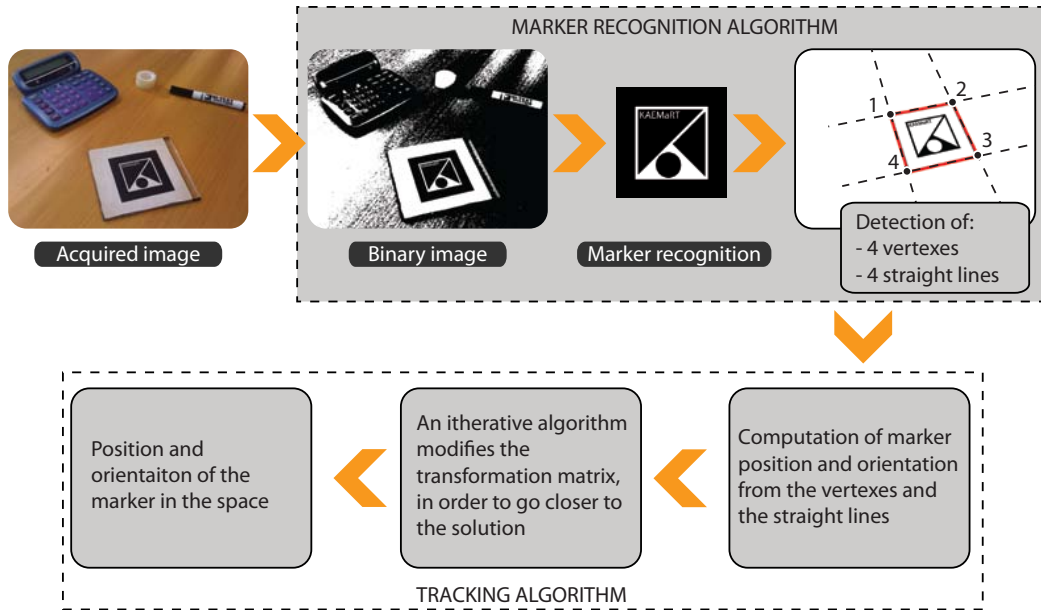 MARKER RECOGNITION ALGORITHM
Acquired image
Binary image
KAEMaRT
Marker recognition
1
2
3
4
KAEMaRT
Detection of:
- 4 vertexes
- 4 straight lines
Computation of marker
position and orientation
from the vertexes and
the straight lines
An itherative algorithm
modifies the
transformation matrix,
in order to go closer to
the solution
Position and
orientaiton of the
marker in the space
TRACKING ALGORITHM